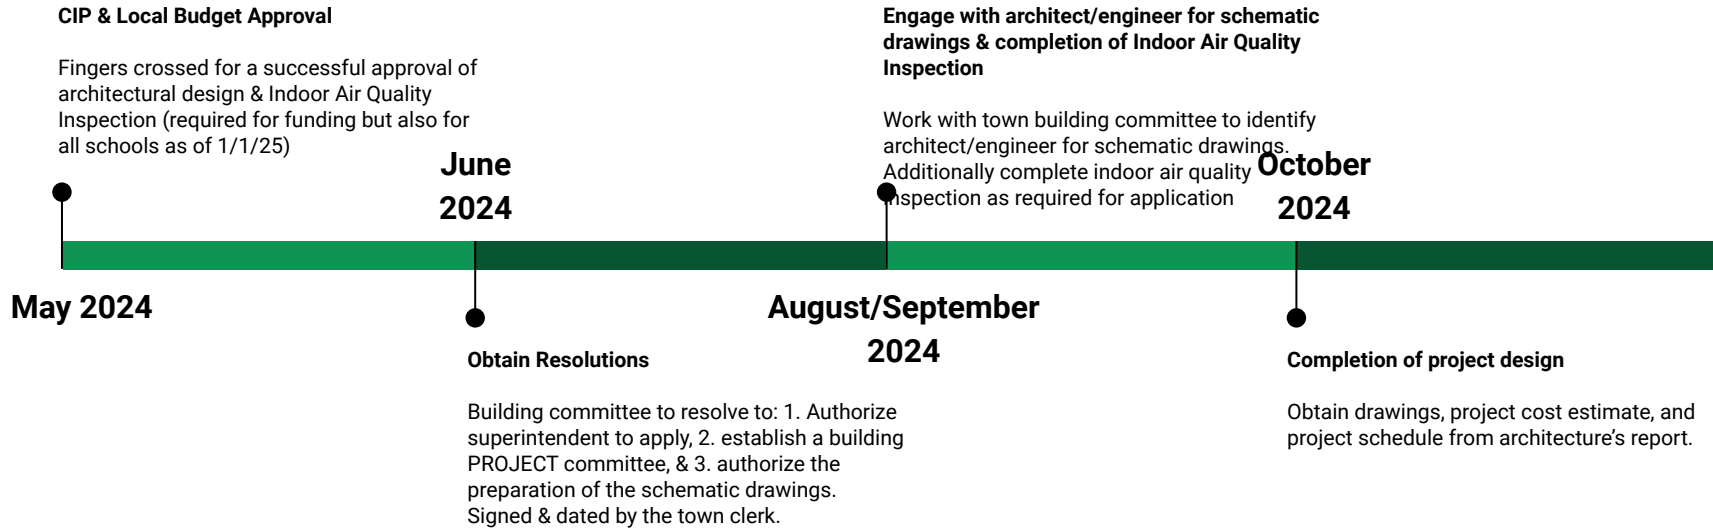 CIP & Local Budget Approval
Fingers crossed for a successful approval of
architectural design & Indoor Air Quality
Inspection (required for funding but also for
all schools as of 1/1/25)
May 2024
June
2024
Obtain Resolutions
Building committee to resolve to: 1. Authorize
superintendent to apply, 2. establish a building
PROJECT committee, & 3. authorize the
preparation of the schematic drawings.
Signed & dated by the town clerk.
Engage with architect/engineer for schematic
drawings & completion of Indoor Air Quality
Inspection
Work with town building committee to identify
architect/engineer for schematic drawings.
Additionally complete indoor air quality
inspection as required for application
August/September
2024
October
2024
Completion of project design
Obtain drawings, project cost estimate, and
project schedule from architecture’s report.